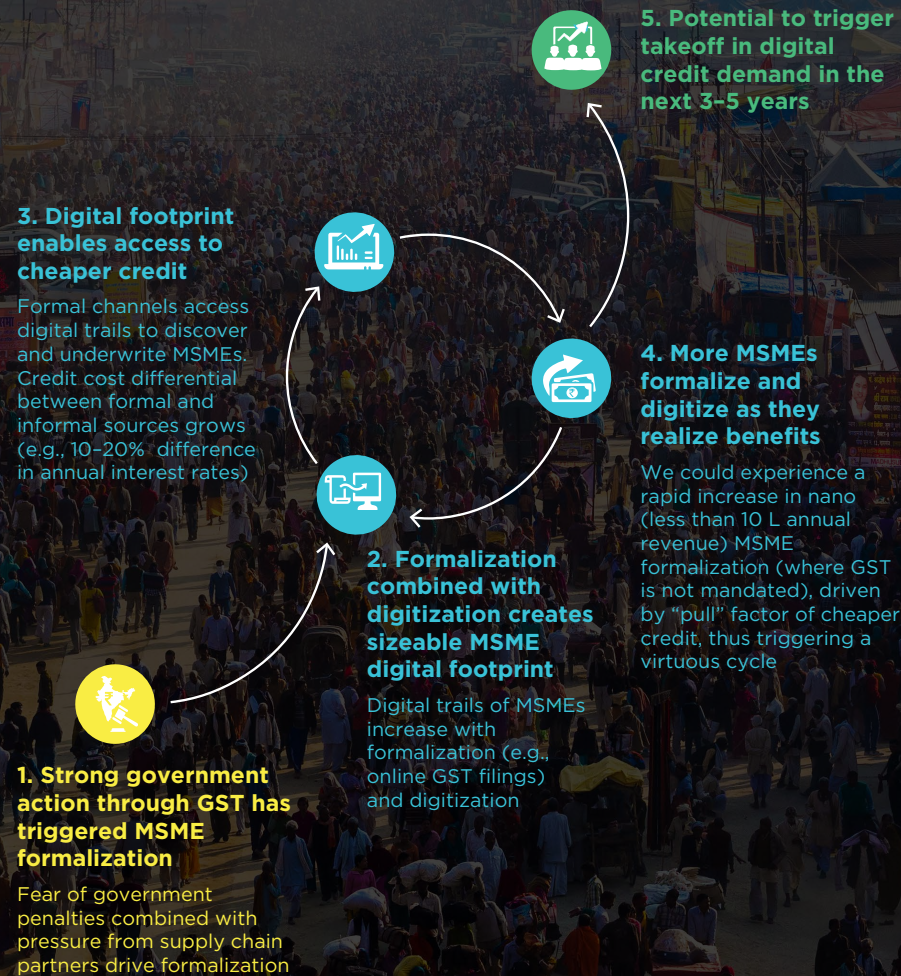 1. Strong government
action through GST has
triggered MSME
formalization
Fear of government
penalties combined with
pressure from supply chain
partners drive formalization
2. Formalization
combined with
digitization creates
sizeable MSME
digital footprint
Digital trails of MSMEs
increase with
formalization (e.g.,
online GST filings)
and digitization
3. Digital footprint
enables access to
cheaper credit
Formal channels access
digital trails to discover
and underwrite MSMEs.
Credit cost differential
between formal and
informal sources grows
(e.g., 10–20% difference
in annual interest rates)
4. More MSMEs
formalize and
digitize as they
realize benefits
We could experience a
rapid increase in nano
(less than 10 L annual
revenue) MSME
formalization (where GST
is not mandated), driven
by “pull” factor of cheaper
credit, thus triggering a
virtuous cycle
5. Potential to trigger
takeoff in digital
credit demand in the
next 3–5 years